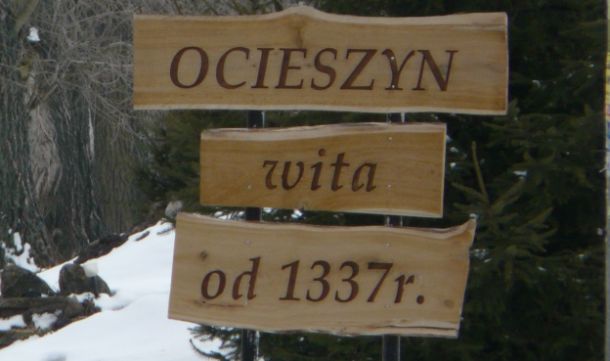 OCIESZYN
wita
od 1337r.